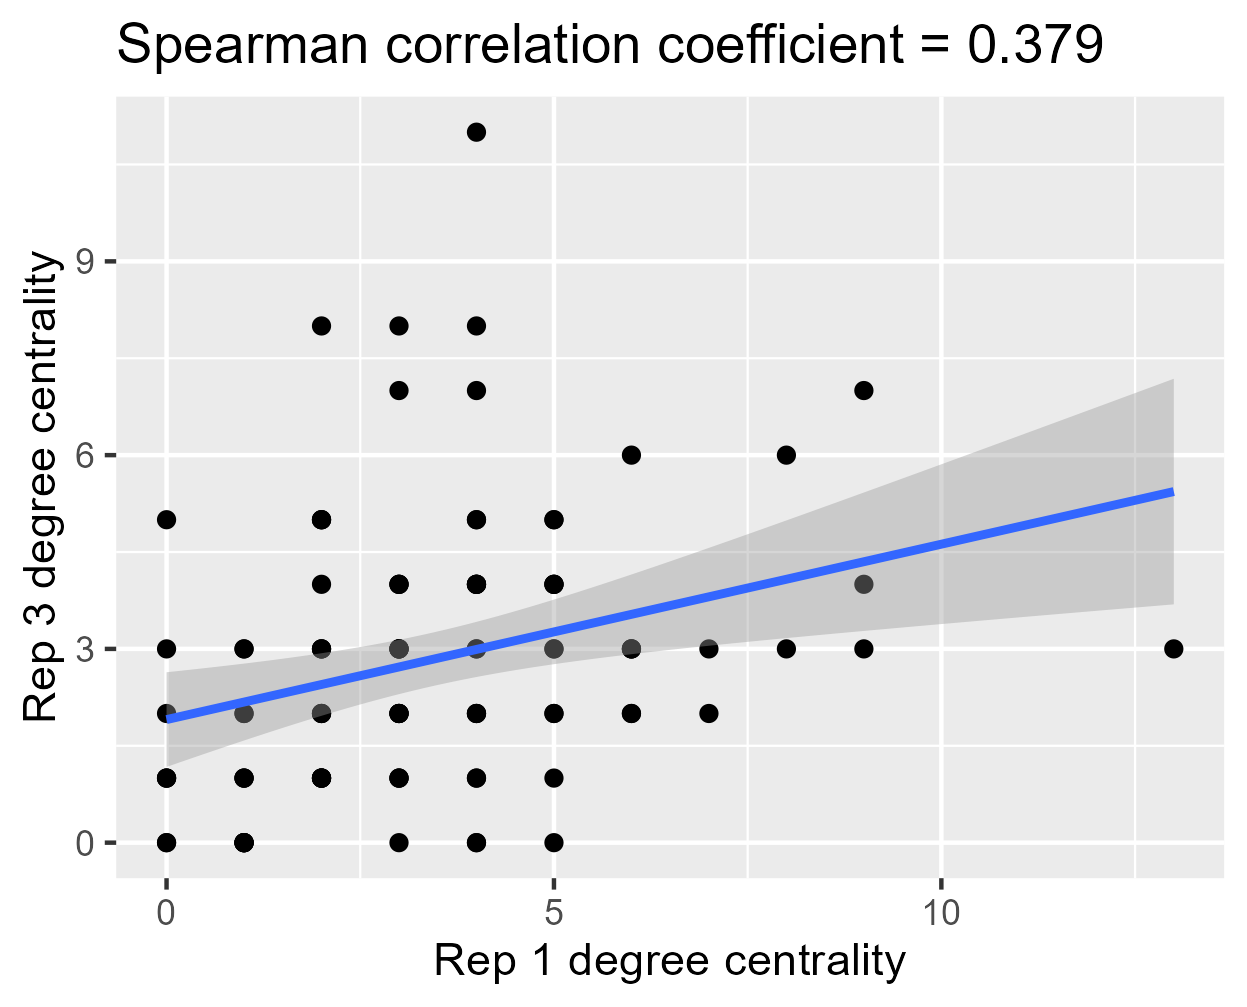 Spearman correlation coefficient = 0.379
Rep 3 degree centrality
9
6
3
0
0 5 10
Rep 1 degree centrality